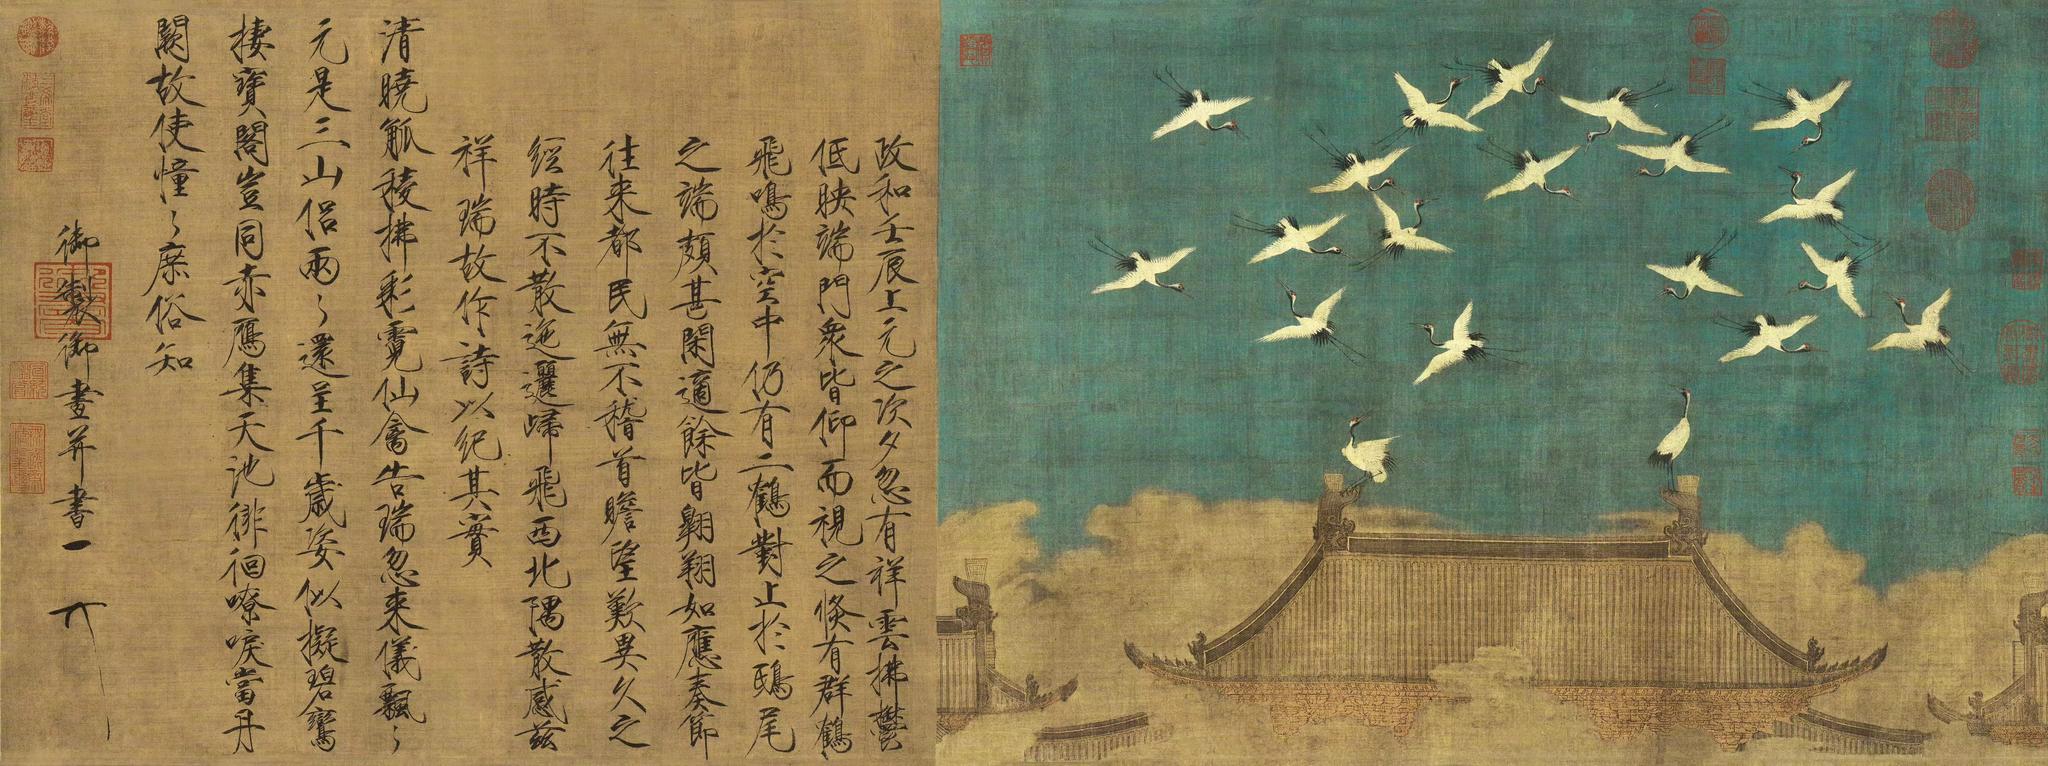 政和壬辰上元之次夕忽有祥雲拂鬱
低映端門衆皆仰而視之倏有群鶴
飛鳴於空中仍有二鶴對止於鴟尾
之端頗甚閑適餘皆翱翔如應奏節
往来都民無不稽首瞻望歎異久之
經時不散迤邐歸飛西北隅散感茲
祥瑞故作詩以紀其實
清曉觚稜拂彩霓仙禽告瑞忽来儀飄〻
元是三山侣兩〻還呈千歲姿似擬碧鸞
棲寳閣豈同赤鴈集天池徘徊嘹唳當丹
闕故使憧〻庶俗知
御製御畫并書